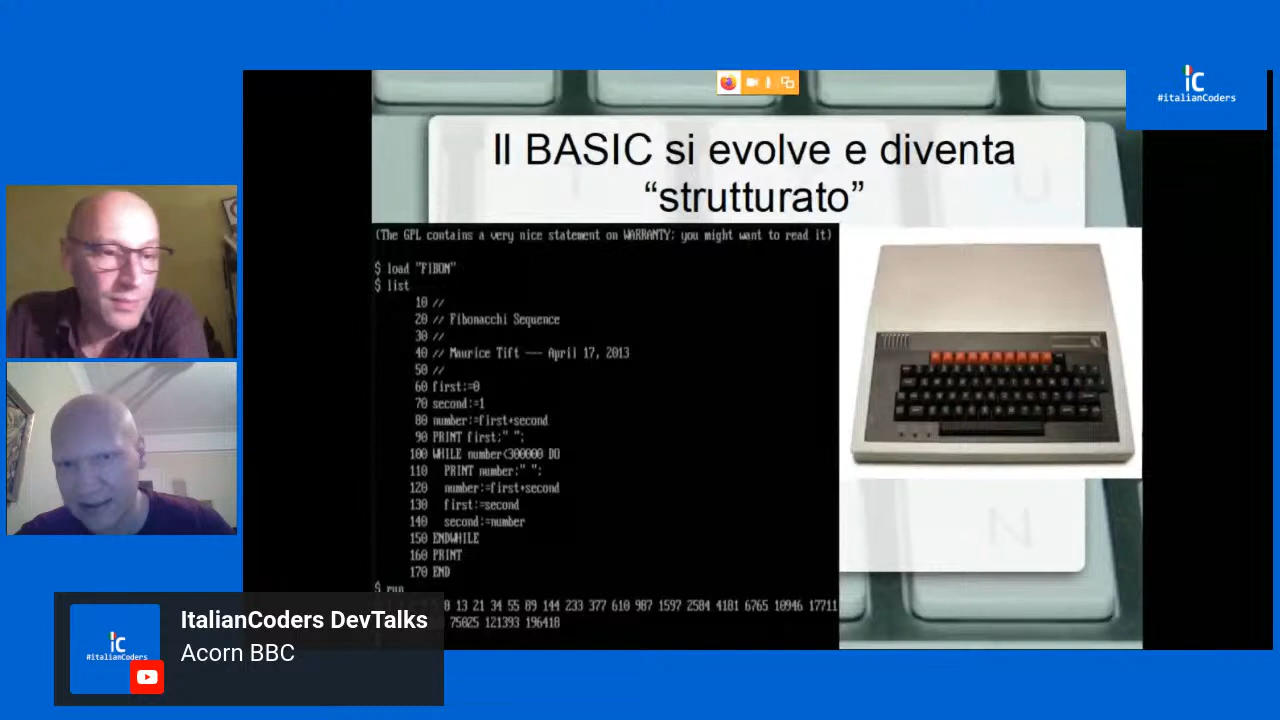 iC
#italianCoders
Il BASIC si evolve e diventa
“strutturato”
(The GPL contains a very nice statement on WARRANTY; you might want to read it)
$ load "FIBON"
$ list
10 //
20 // Fibonacchi Sequence
30 //
40 // Maurice Tift --- April 17, 2013
50 //
60 first:=0
70 second:=1
80 number:=first+second
90 PRINT first;" ";
100 WHILE number<300000 DO
110 PRINT number;" ";
120 number:=first+second
130 first:=second
140 second:=number
150 ENDWHILE
160 PRINT
170 END
$ run
8 13 21 34 55 89 144 233 377 610 987 1597 2584 4181 6765 10946 17711
75025 121393 196418
N
iC
#italianCoders
ItalianCoders DevTalks
Acorn BBC